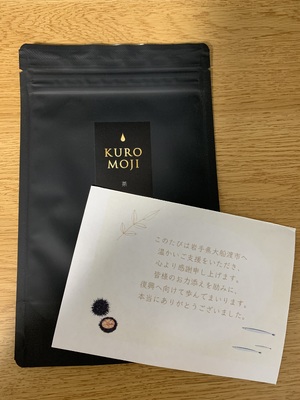 KURO
MOJI
茶
このたびは岩手県大船渡市へ
温かいご支援をいただき、
心より感謝申し上げます。
皆様のお力添えを励みに、
復興へ向けて歩んでまいります。
本当にありがとうございました。